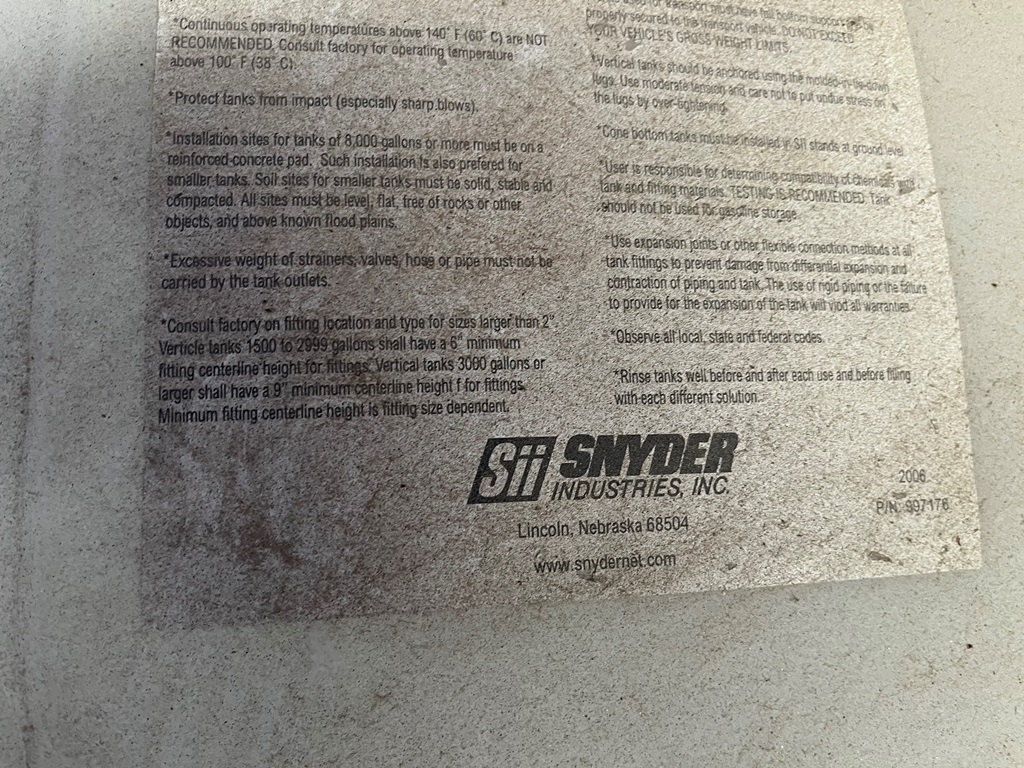 *Continuous operating temperatures above 140° F (60° C) are NOT
RECOMMENDED. Consult factory for operating temperature
above 100° F (38° C).
*Protect tanks from impact (especially sharp blows).
*Installation sites for tanks of 8,000 gallons or more must be on a
reinforced concrete pad. Such installation is also prefered for
smaller tanks. Soil sites for smaller tanks must be solid, stable and
compacted. All sites must be level, flat, free of rocks or other
objects, and above known flood plains.
*Excessive weight of strainers, valves, hose or pipe must not be
carried by the tank outlets.
*Consult factory on fitting location and type for sizes larger than 2".
Verticle tanks 1500 to 2999 gallons shall have a 6" minimum
fitting centerline height for fittings. Vertical tanks 3000 gallons or
larger shall have a 9" minimum centerline height f for fittings.
Minimum fitting centerline height is fitting size dependent.
for transport must have full bottom support and be
properly secured to the transport vehicle. DO NOT EXCEED
YOUR VEHICLE'S GROSS WEIGHT LIMITS.
*Vertical tanks should be anchored using the molded-in tie-down
lugs. Use moderate tension and care not to put undue stress on
the lugs by over-tightening.
*Cone bottom tanks must be installed in SII stands at ground level.
*User is responsible for determining compatibility of chemicals and
tank and fitting materials. TESTING IS RECOMMENDED. Tank
should not be used for gasoline storage.
*Use expansion joints or other flexible connection methods at all
tank fittings to prevent damage from differential expansion and
contraction of piping and tank. The use of rigid piping or the failure
to provide for the expansion of the tank will viod all warranties.
*Observe all local, state and federal codes.
*Rinse tanks well before and after each use and before filling
with each different solution.
Sii SNYDER
INDUSTRIES, INC.
Lincoln, Nebraska 68504
www.snydernet.com
2006
P/N: 997176